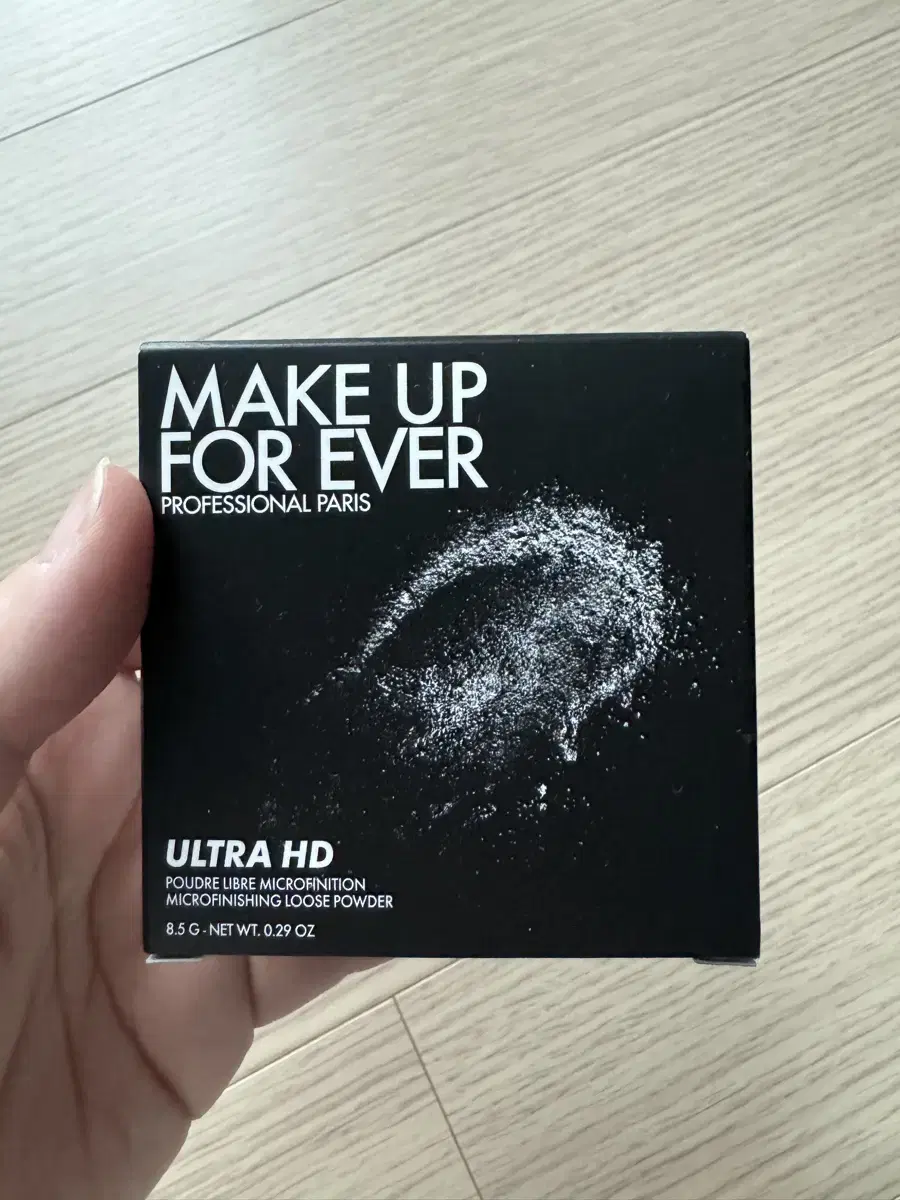 MAKE UP
FOR EVER
PROFESSIONAL PARIS
ULTRA HD
POUDRE LIBRE MICROFINITION
MICROFINISHING LOOSE POWDER
8.5 G - NET WT. 0.29 OZ